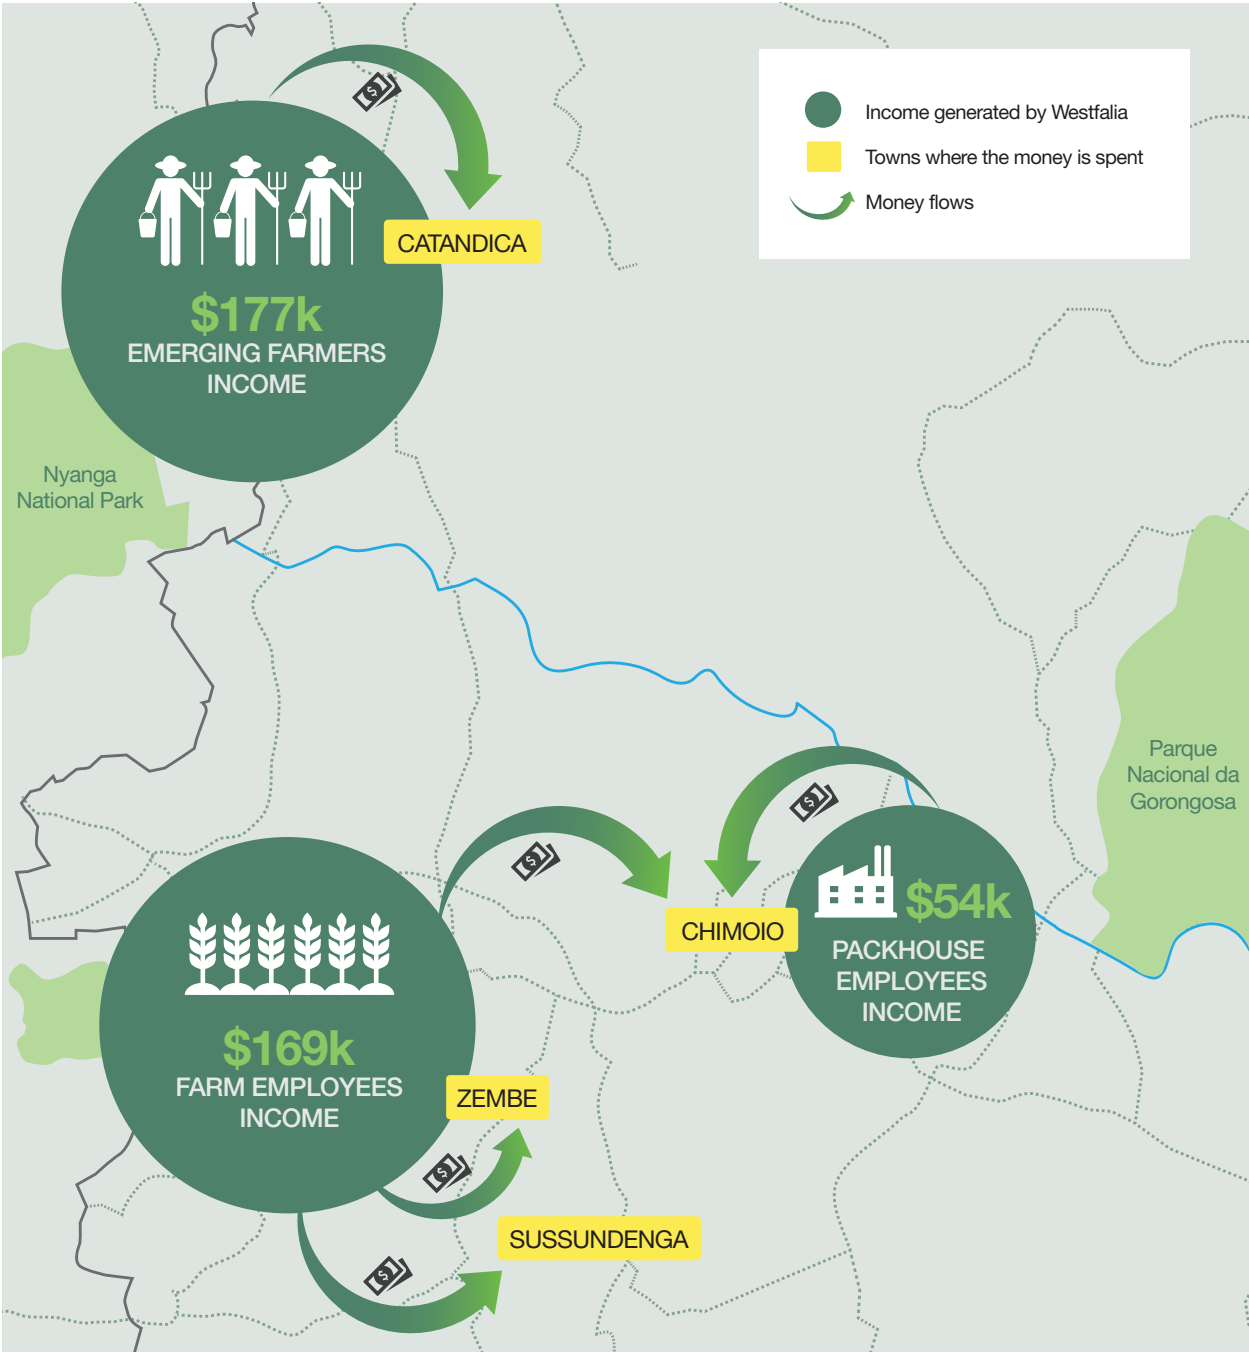 Income generated by Westfalia
Towns where the money is spent
Money flows
CATANDICA
$177k
EMERGING FARMERS
INCOME
Nyanga
National Park
Parque
Nacional da
Gorongosa
$54k
PACKHOUSE
EMPLOYEES
INCOME
CHIMOIO
$169k
FARM EMPLOYEES
INCOME
ZEMBE
SUSSUNDENGA